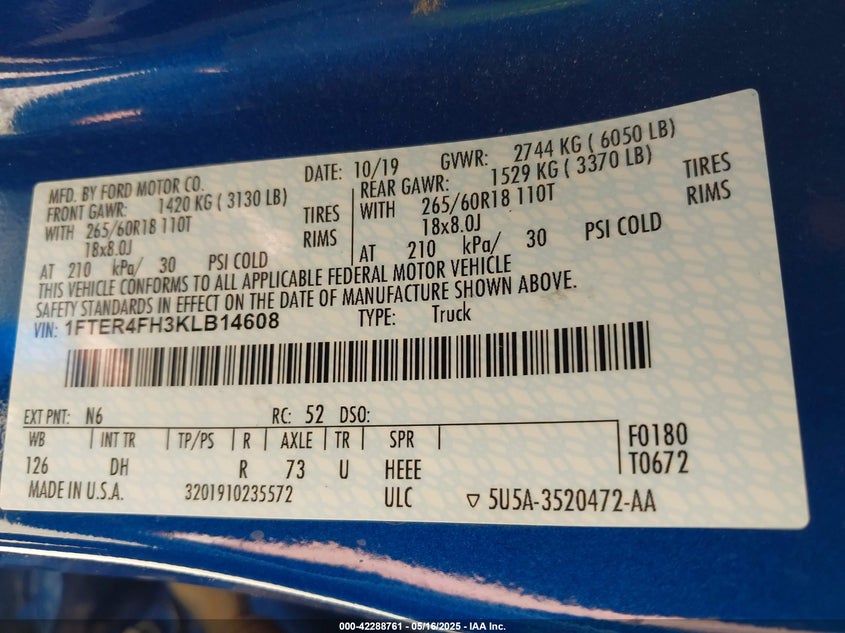 MFD. BY FORD MOTOR CO. DATE: 10/19 GVWR: 2744 KG ( 6050 LB)
FRONT GAWR: 1420 KG ( 3130 LB) REAR GAWR: 1529 KG ( 3370 LB)
WITH 265/60R18 110T TIRES WITH 265/60R18 110T TIRES
18x8.0J RIMS 18x8.0J RIMS
AT 210 kPa/ 30 PSI COLD AT 210 kPa/ 30 PSI COLD
THIS VEHICLE CONFORMS TO ALL APPLICABLE FEDERAL MOTOR VEHICLE
SAFETY STANDARDS IN EFFECT ON THE DATE OF MANUFACTURE SHOWN ABOVE.
VIN: 1FTER4FH3KLB14608 TYPE: Truck
EXT PNT: N6 RC: 52 DSO:
WB INT TR TP/PS R AXLE TR SPR F0180
126 DH R 73 U HEEE T0672
MADE IN U.S.A. 3201910235572 ULC ▽ 5U5A-3520472-AA
000-42288761 - 05/16/2025 - IAA Inc.